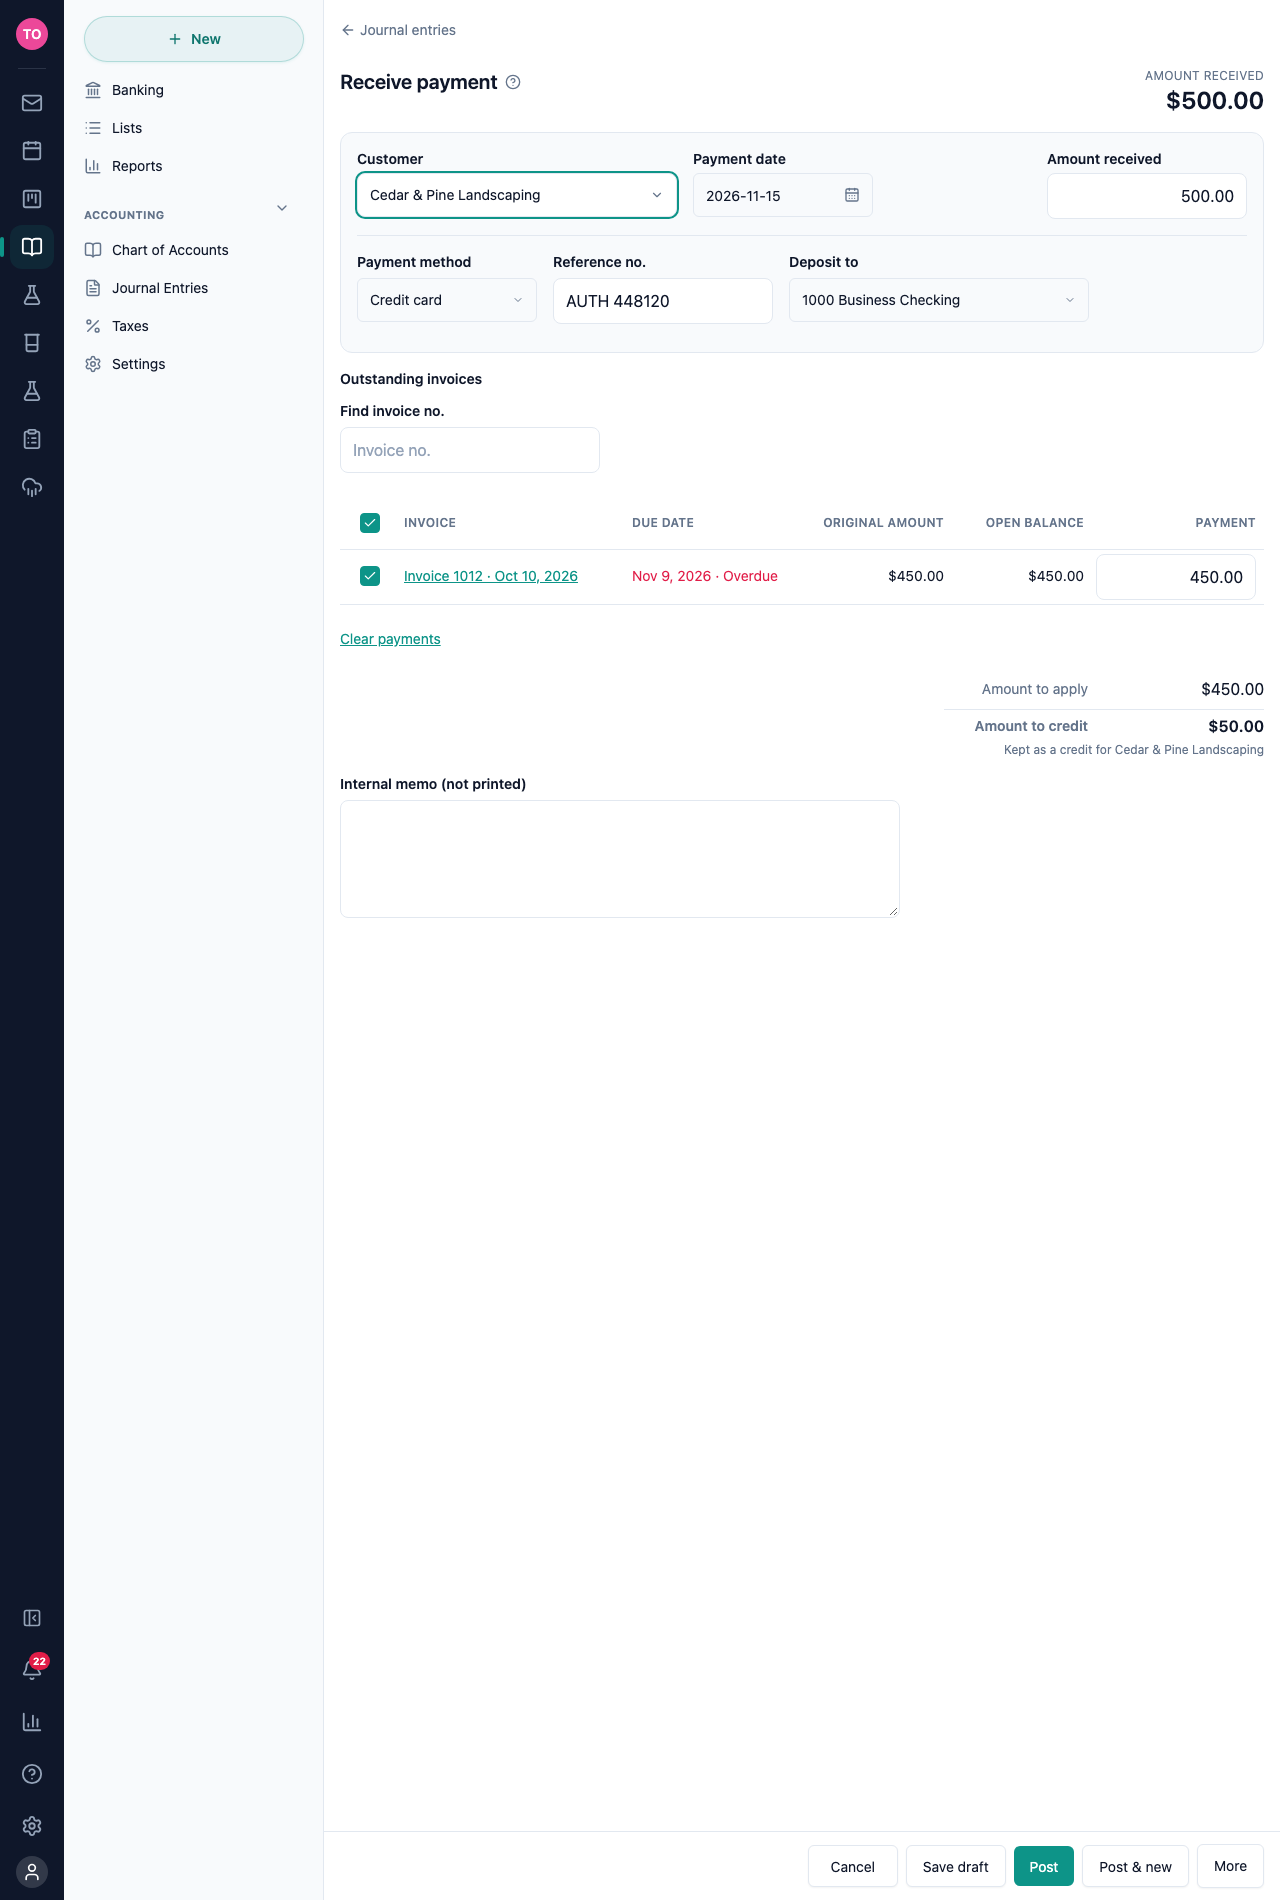 TO
New
Banking
Lists
Reports
ACCOUNTING
Chart of Accounts
Journal Entries
Taxes
Settings
22
Journal entries
Receive payment
AMOUNT RECEIVED
$500.00
Customer
Payment date
Amount received
Cedar & Pine Landscaping
2026-11-15
500.00
Payment method
Reference no.
Deposit to
Credit card
AUTH 448120
1000 Business Checking
Outstanding invoices
Find invoice no.
Invoice no.
INVOICE DUE DATE ORIGINAL AMOUNT OPEN BALANCE PAYMENT
Invoice 1012 · Oct 10, 2026 Nov 9, 2026 · Overdue $450.00 $450.00 450.00
Clear payments
Amount to apply $450.00
Amount to credit $50.00
Kept as a credit for Cedar & Pine Landscaping
Internal memo (not printed)
Cancel
Save draft
Post
Post & new
More